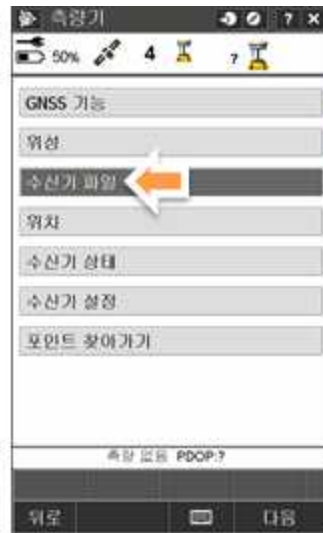 측량기 ? ×
50% 4 ?
GNSS 기능
위성
수신기 파일
위치
수신기 상태
수신기 설정
포인트 찾아가기
측량 없음 PDOP:?
뒤로 다음